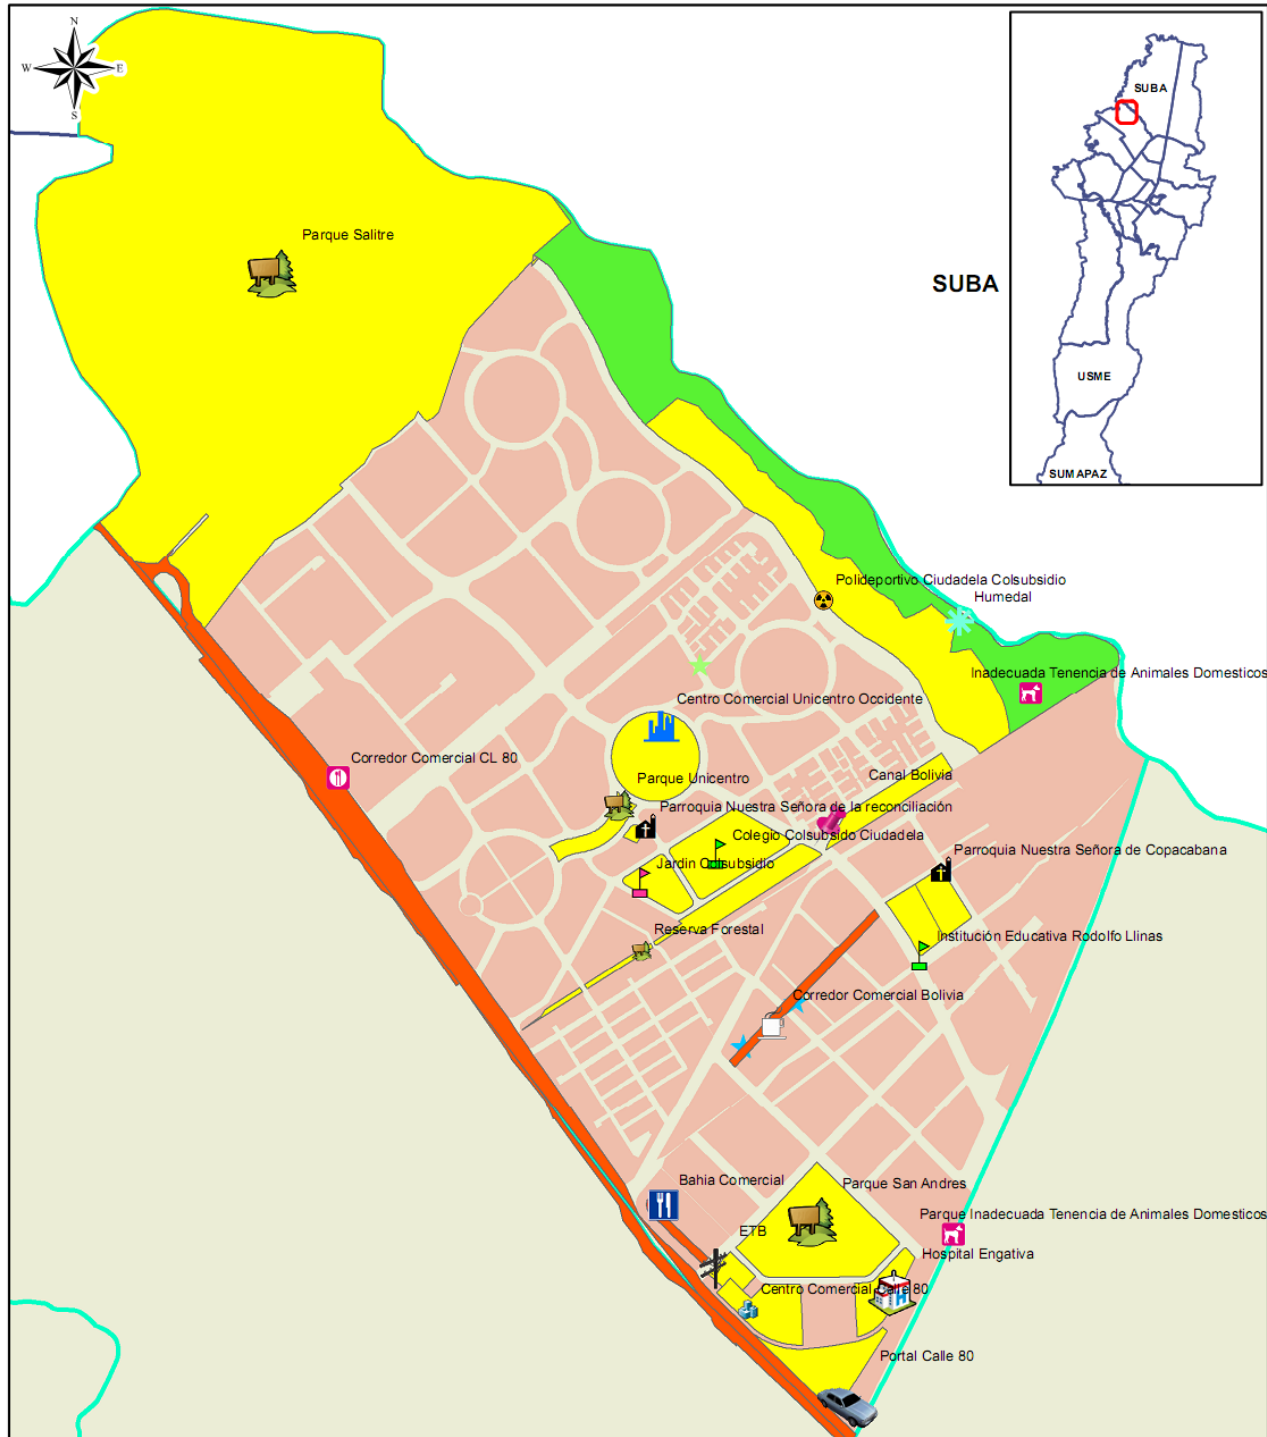 N
W E
S
SUBA
Parque Salitre
SUBA
USME
SUMAPAZ
Polideportivo Ciudadela Colsubsidio
Humedal
Inadecuada Tenencia de Animales Domesticos
Centro Comercial Unicentro Occidente
Corredor Comercial CL 80
Parque Unicentro
Canal Bolivia
Parroquia Nuestra Señora de la reconciliación
Colegio Colsubsido Ciudadela
Parroquia Nuestra Señora de Copacabana
Jardin Colsubsidio
Reserva Forestal
Institución Educativa Rodolfo Llinas
Corredor Comercial Bolivia
Bahia Comercial
Parque San Andres
Parque Inadecuada Tenencia de Animales Domesticos
ETB
Hospital Engativa
Centro Comercial Calle 80
Portal Calle 80
H